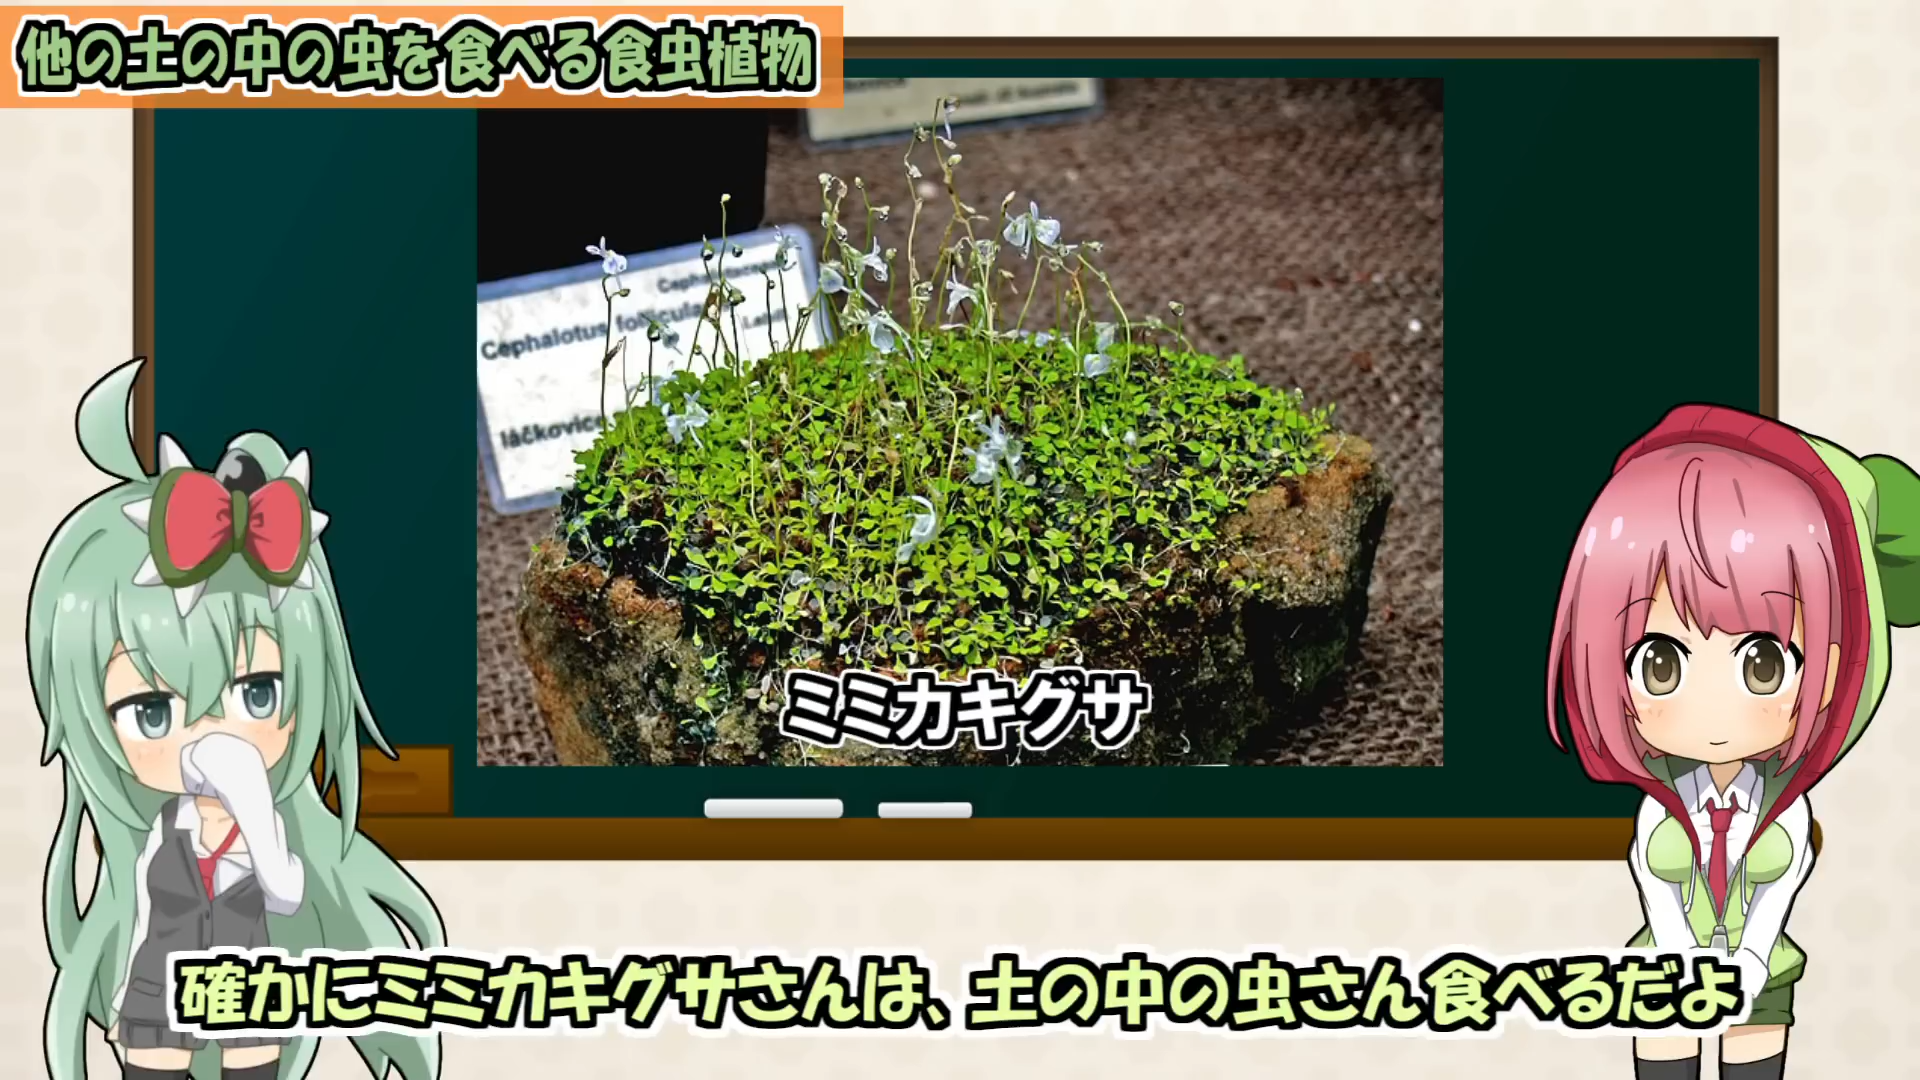 他の土の中の虫を食べる食虫植物
Cephalotus follicula
láčkovice
ミミカキグサ
確かにミミカキグサさんは、土の中の虫さん食べるだよ